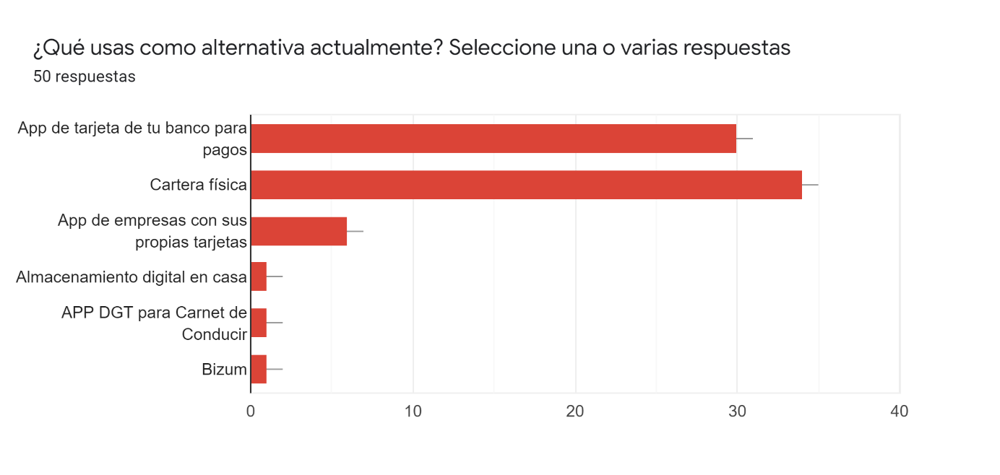 ¿Qué usas como alternativa actualmente? Seleccione una o varias respuestas
50 respuestas
App de tarjeta de tu banco para
pagos
Cartera física
App de empresas con sus
propias tarjetas
Almacenamiento digital en casa
APP DGT para Carnet de
Conducir
Bizum
0 10 20 30 40